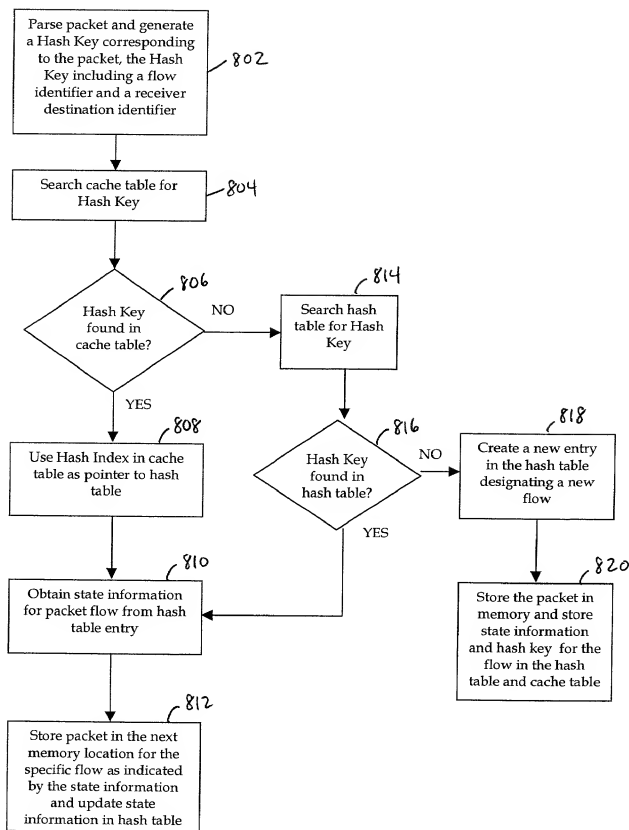 Parse packet and generate
a Hash Key corresponding
to the packet, the Hash
Key including a flow
identifier and a receiver
destination identifier
802
Search cache table for
Hash Key
804
Hash Key
found in
cache table?
806
NO
YES
Search hash
table for Hash
Key
814
Use Hash Index in cache
table as pointer to hash
table
808
Hash Key
found in
hash table?
816
NO
YES
Create a new entry
in the hash table
designating a new
flow
818
Obtain state information
for packet flow from hash
table entry
810
Store the packet in
memory and store
state information
and hash key for the
flow in the hash
table and cache table
820
Store packet in the next
memory location for the
specific flow as indicated
by the state information
and update state
information in hash table
812